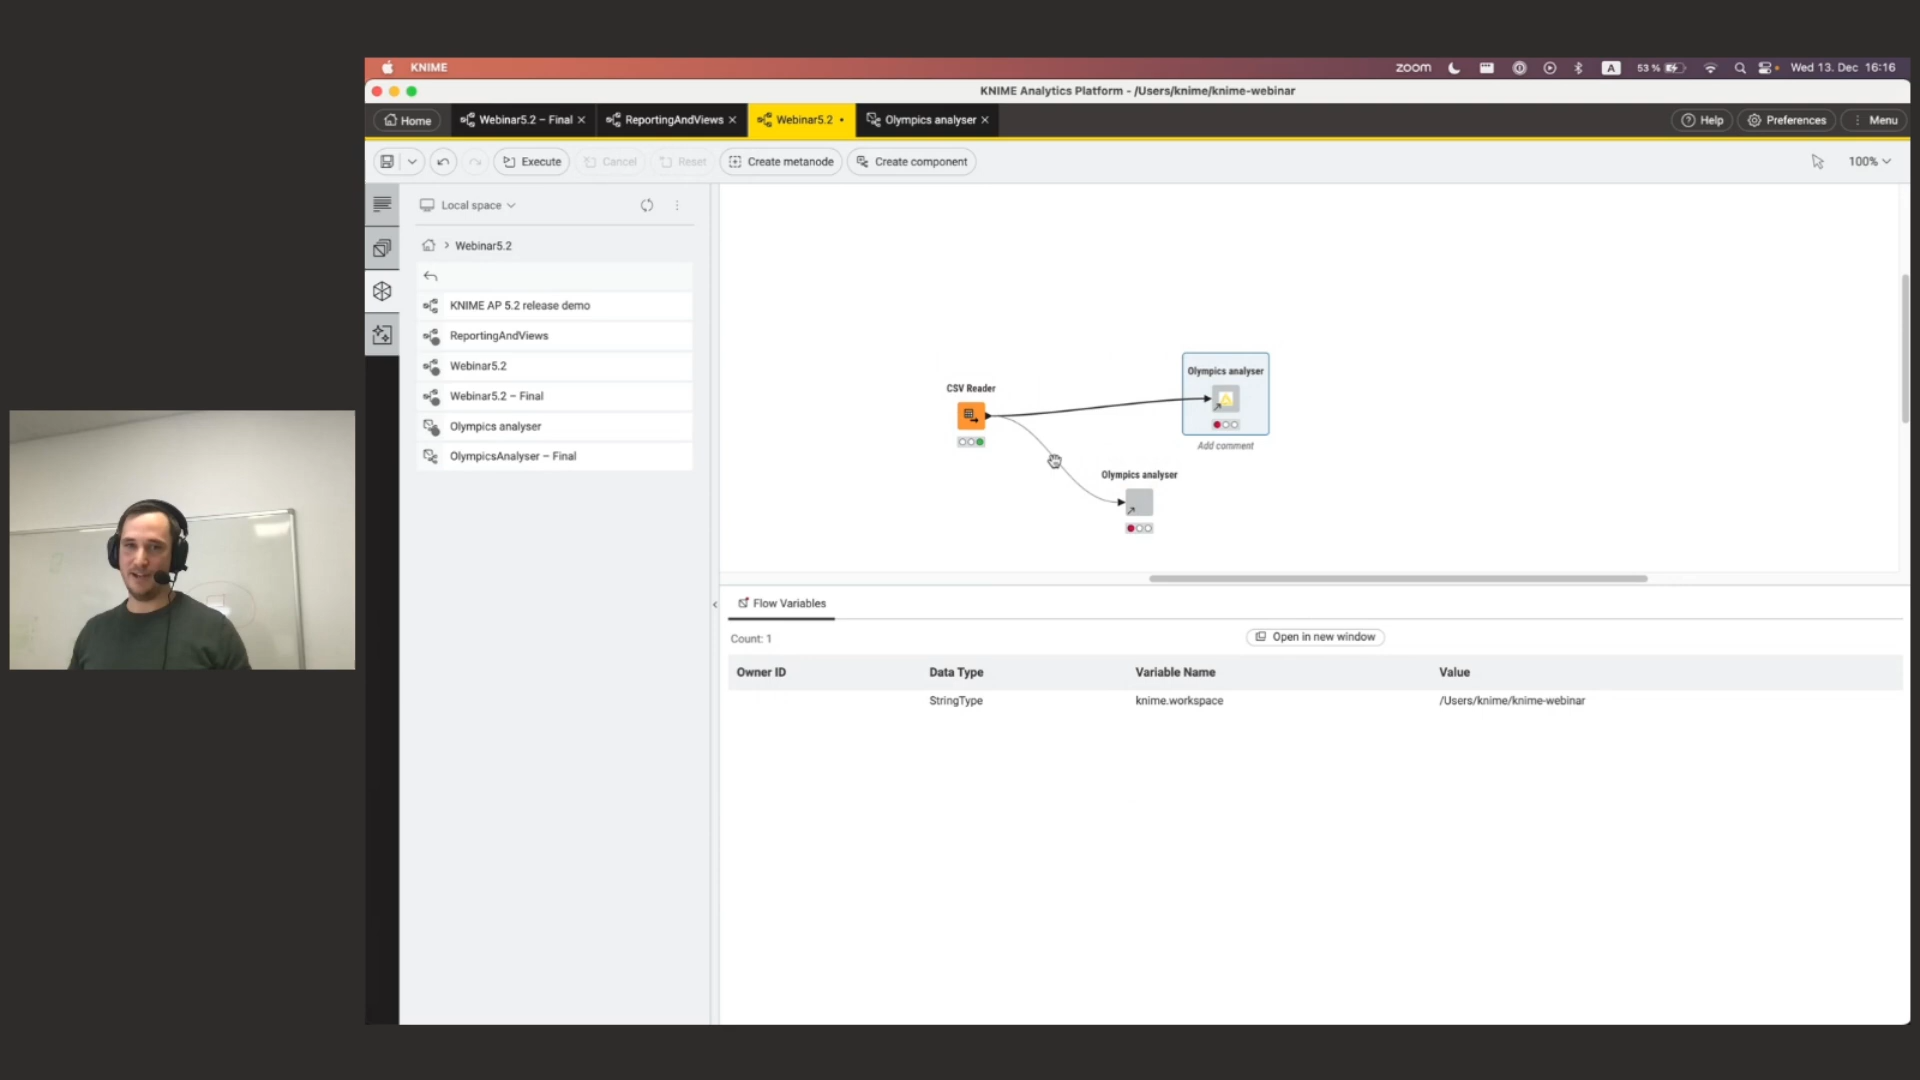 KNIME
zoom
A
53 %
Wed 13. Dec 16:16
KNIME Analytics Platform - /Users/knime/knime-webinar
Home
Webinar5.2 – Final
ReportingAndViews
Webinar5.2
Olympics analyser
Help
Preferences
Menu
Execute
Cancel
Reset
Create metanode
Create component
100%
Local space
Webinar5.2
KNIME AP 5.2 release demo
ReportingAndViews
Webinar5.2
Webinar5.2 – Final
Olympics analyser
OlympicsAnalyser – Final
Olympics analyser
CSV Reader
Add comment
Olympics analyser
Flow Variables
Count: 1
Open in new window
Owner ID Data Type Variable Name Value
StringType knime.workspace /Users/knime/knime-webinar